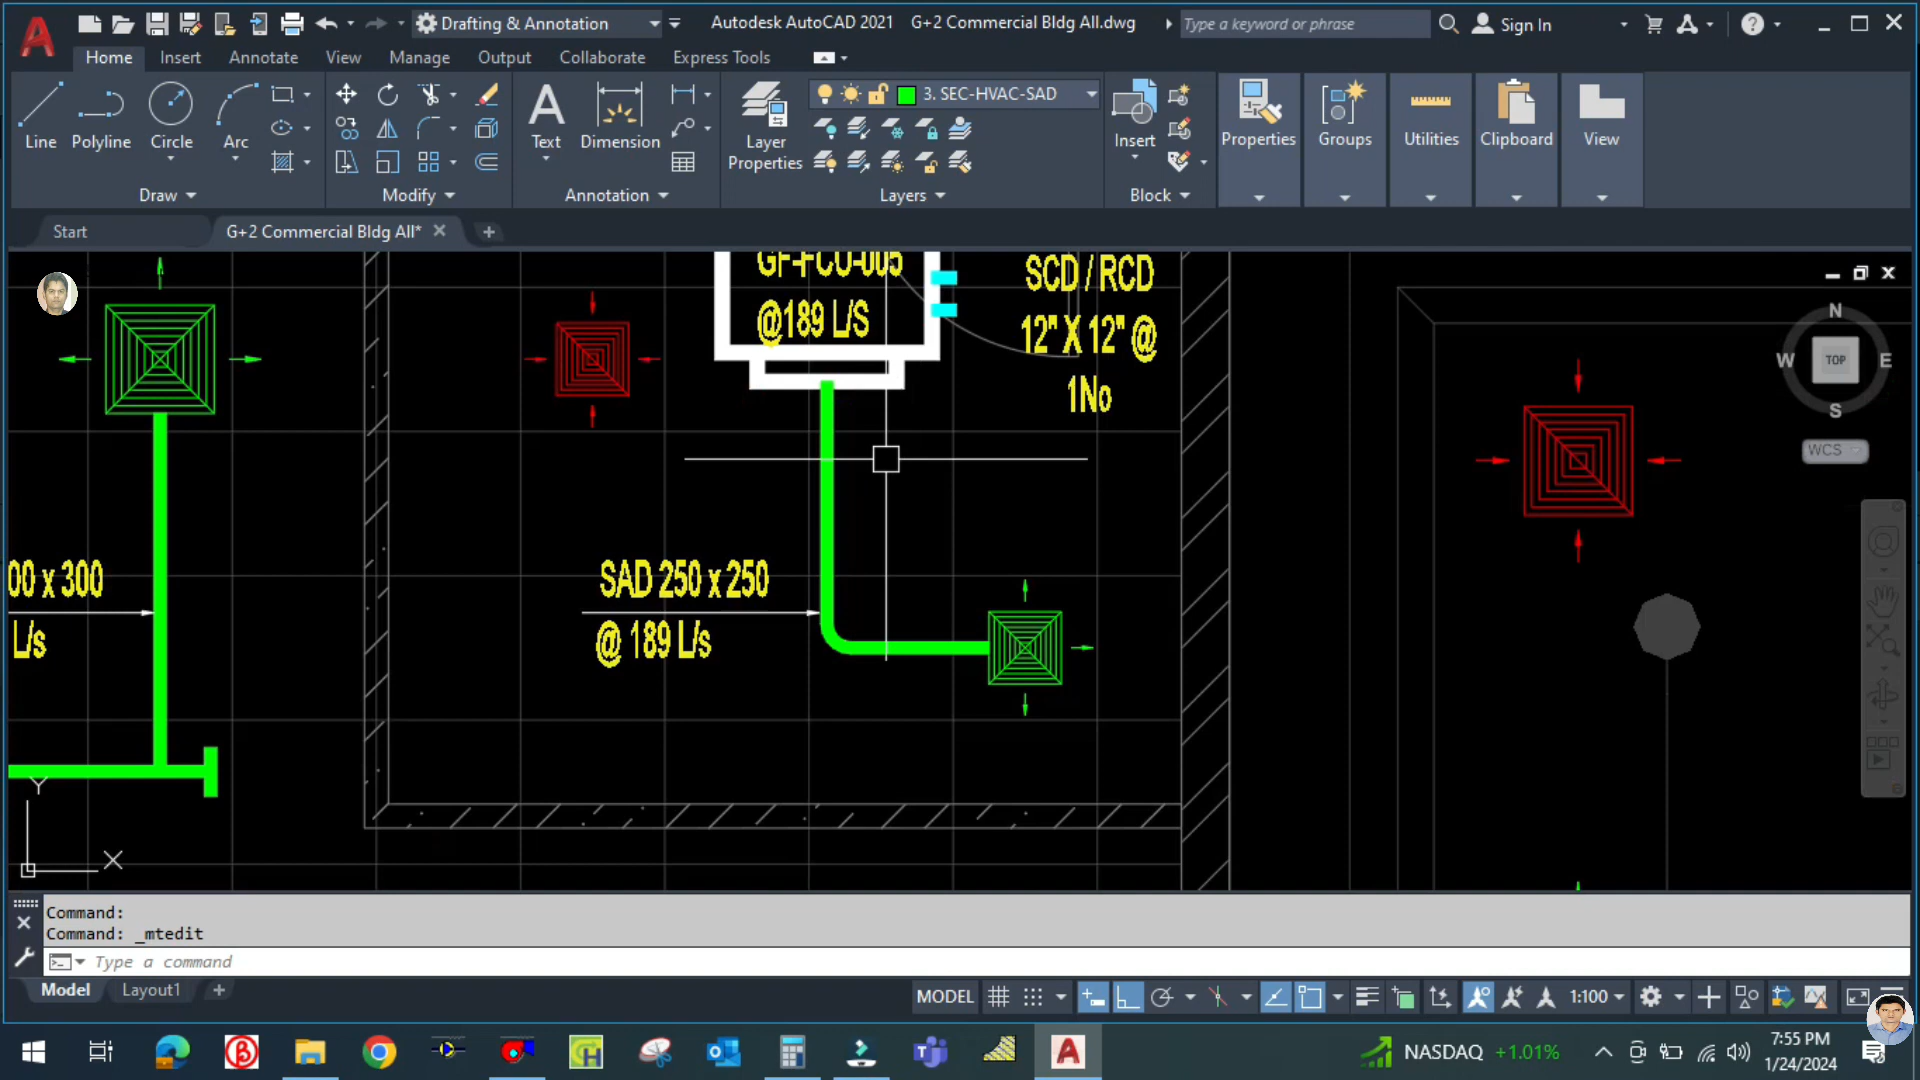 Drafting & Annotation
Autodesk AutoCAD 2021
G+2 Commercial Bldg All.dwg
Type a keyword or phrase
Sign In
Home
Insert
Annotate
View
Manage
Output
Collaborate
Express Tools
Line
Polyline
Circle
Arc
Text
Dimension
Layer
Properties
3. SEC-HVAC-SAD
Insert
Properties
Groups
Utilities
Clipboard
View
Draw
Modify
Annotation
Layers
Block
Start
G+2 Commercial Bldg All*
GF-FCU-005
@189 L/S
SCD / RCD
12" X 12" @
1No
N
W
TOP
E
S
WCS
00 x 300
L/s
SAD 250 x 250
@ 189 L/s
Y
X
Command:
Command: _mtedit
Type a command
Model
Layout1
MODEL
1:100
NASDAQ
+1.01%
7:55 PM
1/24/2024